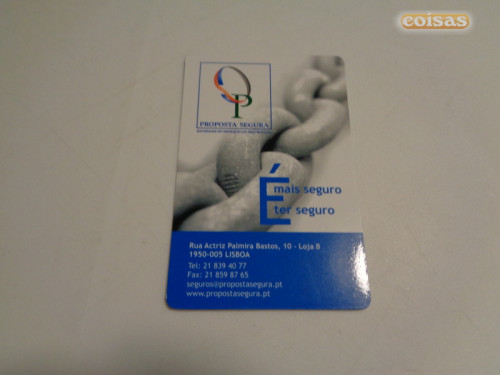 coisas
P
PROPOSTA SEGURA
É mais seguro
ter seguro
Rua Actriz Palmira Bastos, 10 - Loja B
1950-005 LISBOA
Tel: 21 839 40 77
Fax: 21 859 87 65
seguros@propostasegura.pt
www.propostasegura.pt